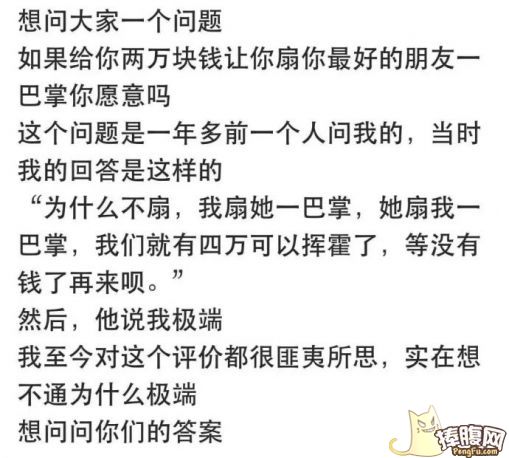 想问大家一个问题
如果给你两万块钱让你扇你最好的朋友一
巴掌你愿意吗
这个问题是一年多前一个人问我的，当时
我的回答是这样的
“为什么不扇，我扇她一巴掌，她扇我一
巴掌，我们就有四万可以挥霍了，等没有
钱了再来呗。”
然后，他说我极端
我至今对这个评价都很匪夷所思，实在想
不通为什么极端
想问问你们的答案
捧腹网
PengFu.com